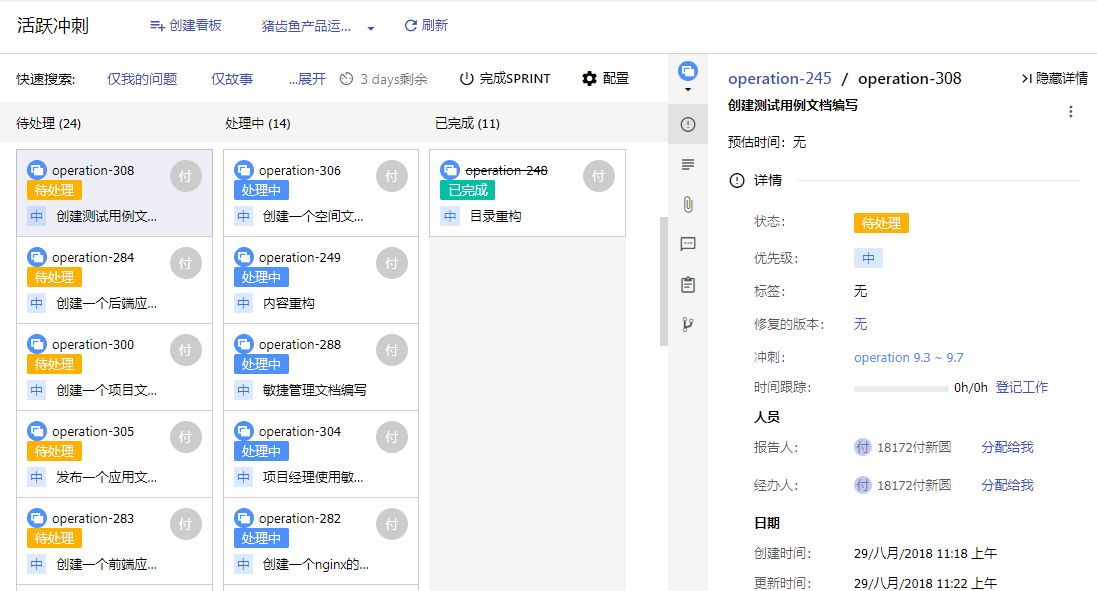 活跃冲刺
创建看板
猪齿鱼产品运...
刷新
快速搜索:
仅我的问题
仅故事
...展开
3 days剩余
完成SPRINT
配置
待处理 (24)
处理中 (14)
已完成 (11)
operation-308
付
待处理
中
创建测试用例文...
operation-284
付
待处理
中
创建一个后端应...
operation-300
付
待处理
中
创建一个项目文...
operation-305
付
待处理
中
发布一个应用文...
operation-283
付
待处理
中
创建一个前端应...
operation-306
付
处理中
中
创建一个空间文...
operation-249
付
处理中
中
内容重构
operation-288
付
处理中
中
敏捷管理文档编写
operation-304
付
处理中
中
项目经理使用敏...
operation-282
付
处理中
中
创建一个nginx的...
operation-248
付
已完成
中
目录重构
operation-245 / operation-308
隐藏详情
创建测试用例文档编写
预估时间: 无
详情
状态: 待处理
优先级: 中
标签: 无
修复的版本: 无
冲刺: operation 9.3 ~ 9.7
时间跟踪: 0h/0h 登记工作
人员
报告人: 付 18172付新圆 分配给我
经办人: 付 18172付新圆 分配给我
日期
创建时间: 29/八月/2018 11:18 上午
更新时间: 29/八月/2018 11:22 上午